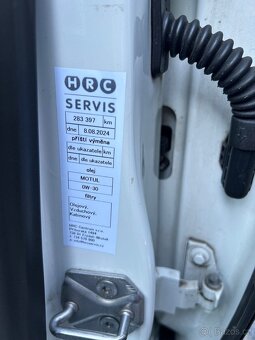 HRC
SERVIS
283 397 km
dne 8.08.2024
příští výměna
dle ukazatele km
dne dle ukazatele
olej
MOTUL
0W-30
filtry
Olejový,
Vzduchový,
Kabinový